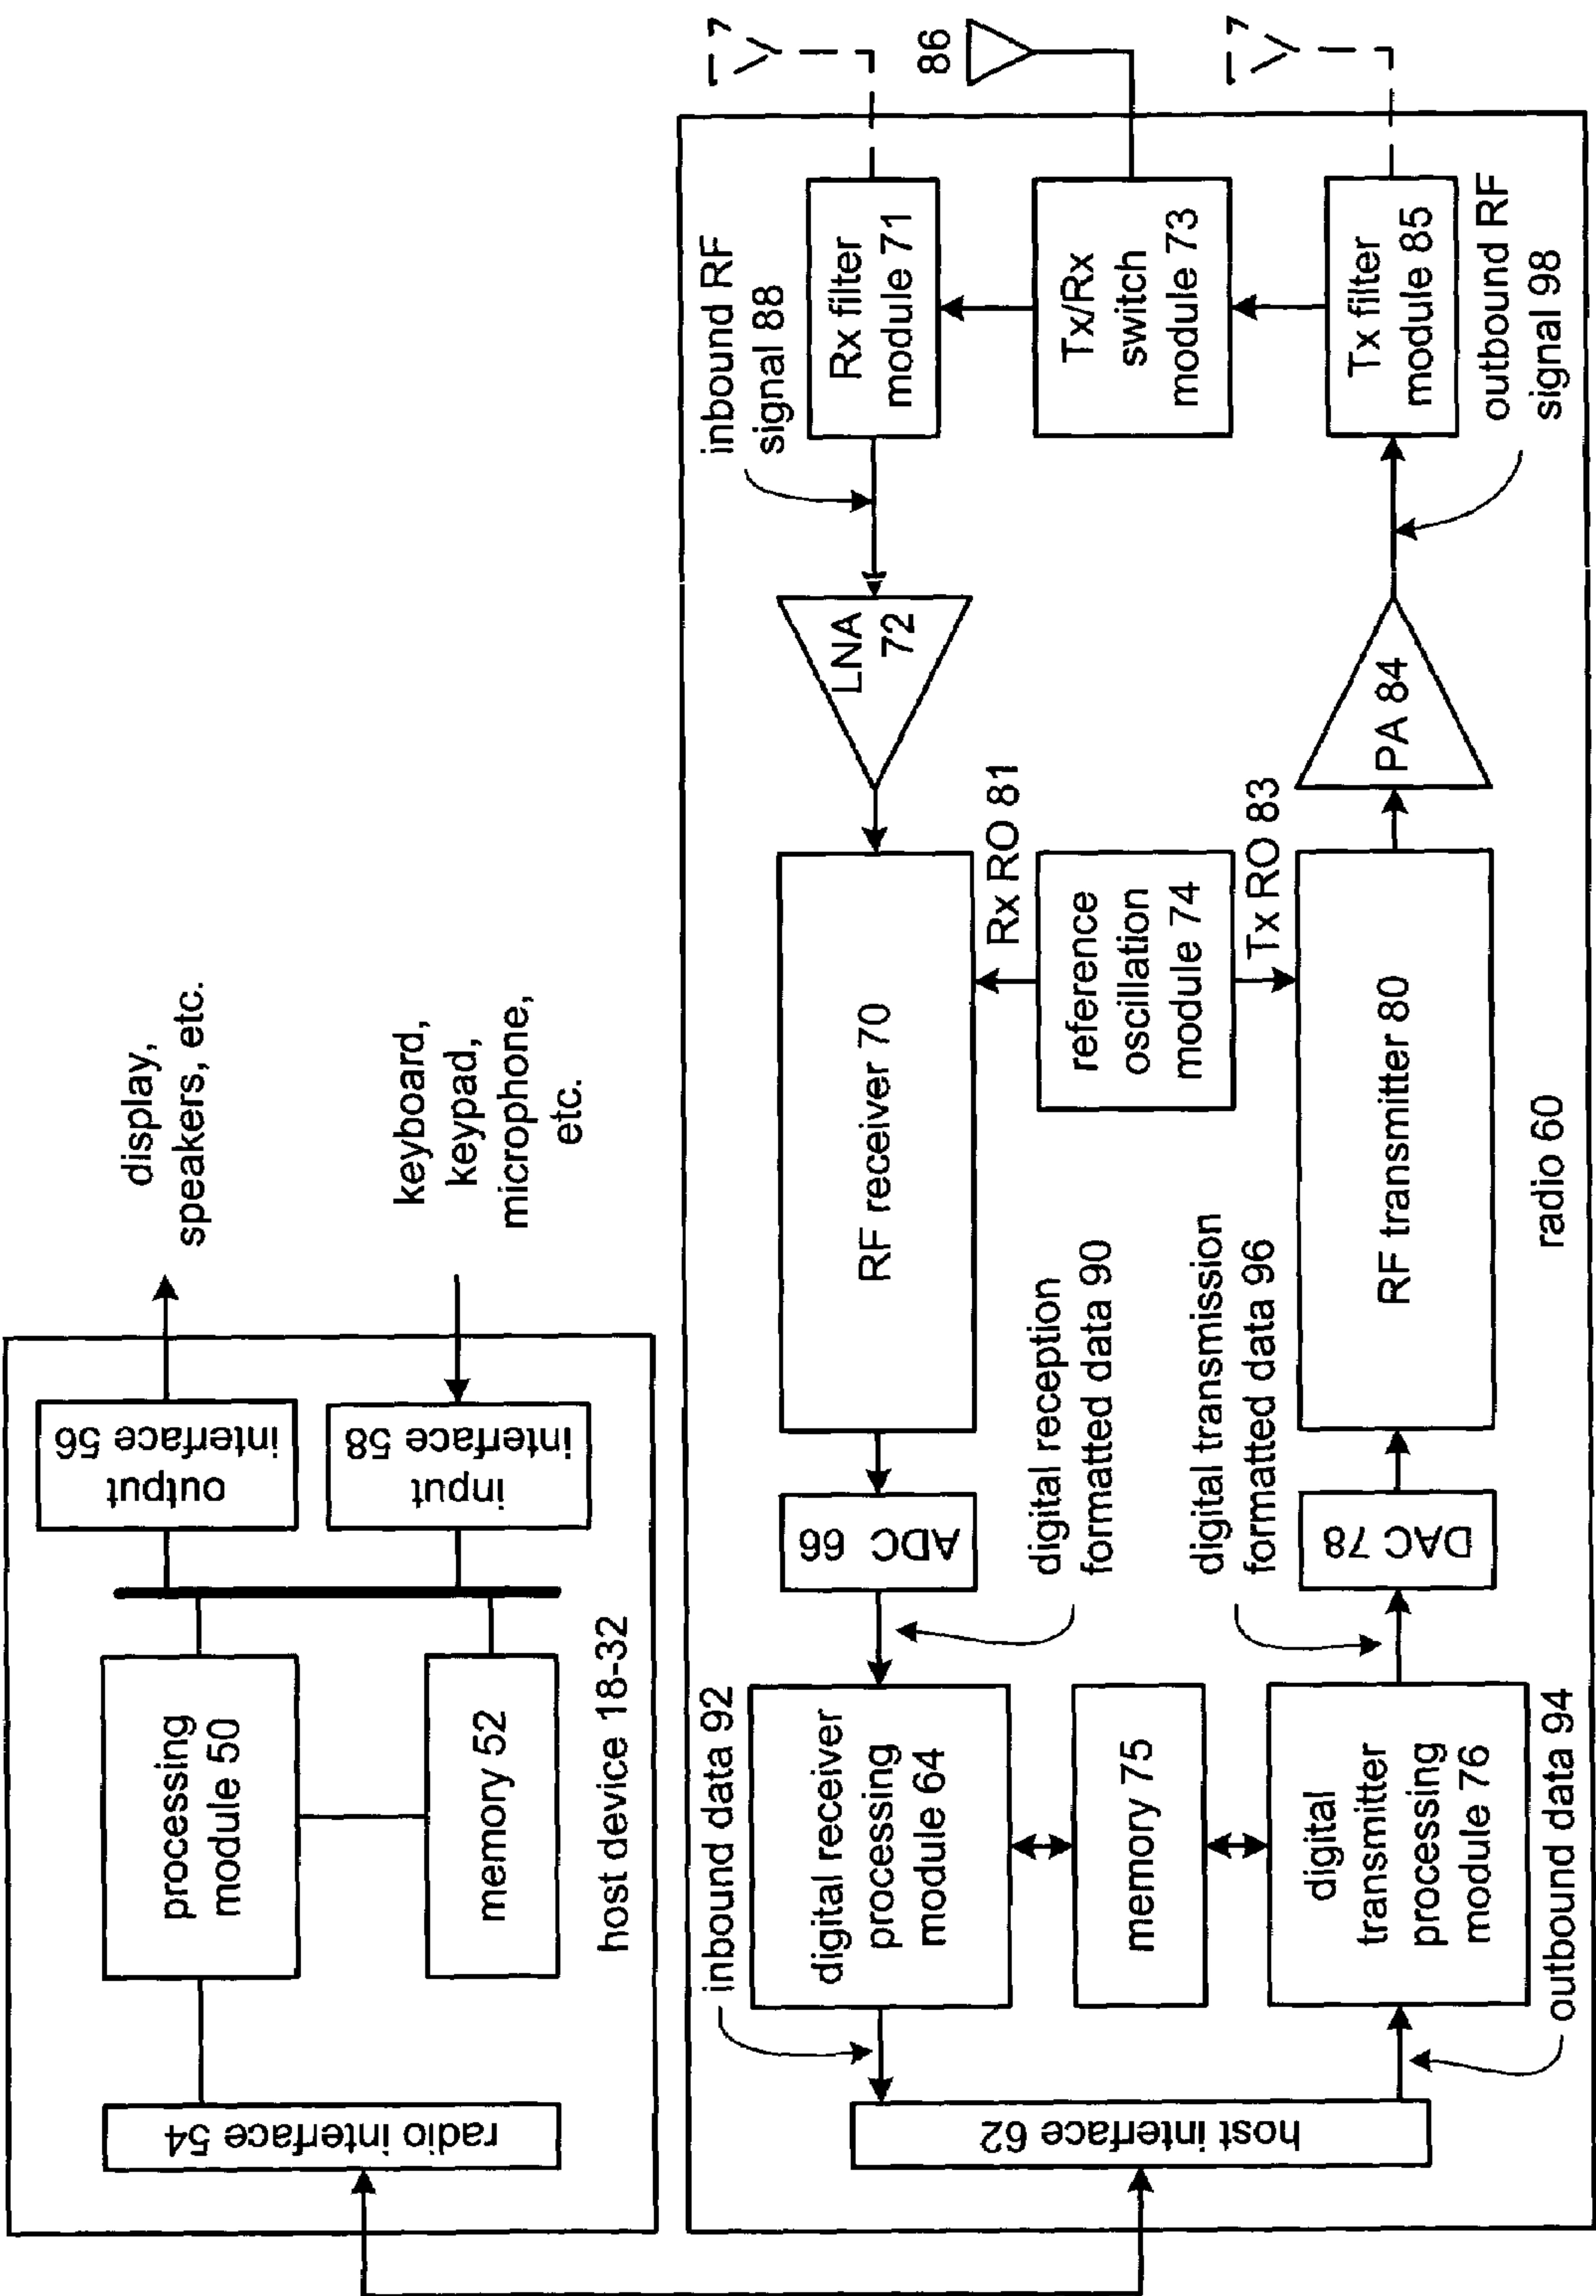 radio interface 54
processing
module 50
memory 52
output
interface 56
input
interface 58
display,
speakers, etc.
keyboard,
keypad,
microphone,
etc.
host device 18-32
host interface 62
inbound data 92
digital receiver
processing
module 64
memory 75
digital
transmitter
processing
module 76
outbound data 94
ADC 66
digital reception
formatted data 90
digital transmission
formatted data 96
DAC 78
RF receiver 70
Rx RO 81
reference
oscillation
module 74
Tx RO 83
RF transmitter 80
radio 60
LNA
72
PA 84
inbound RF
signal 88
Rx filter
module 71
Tx/Rx
switch
module 73
Tx filter
module 85
outbound RF
signal 98
86